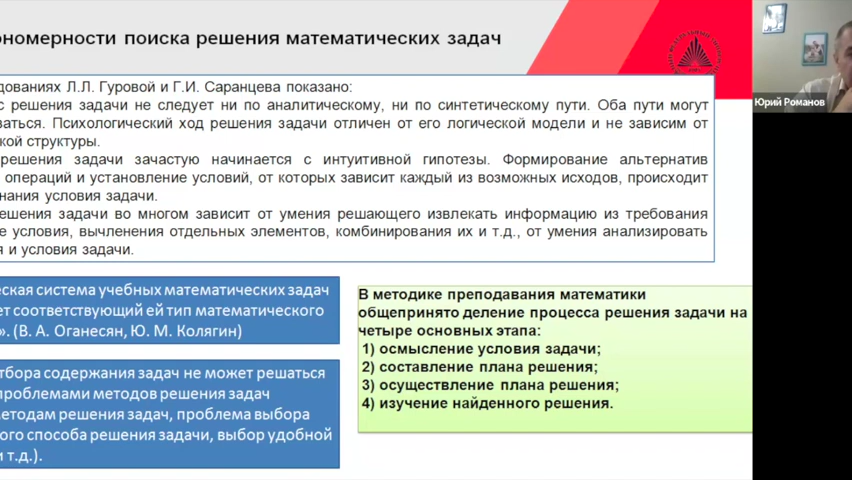 ономерности поиска решения математических задач
Юрий Романов
дованиях Л.Л. Гуровой и Г.И. Саранцева показано:
с решения задачи не следует ни по аналитическому, ни по синтетическому пути. Оба пути могут
ваться. Психологический ход решения задачи отличен от его логической модели и не зависим от
кой структуры.
решения задачи зачастую начинается с интуитивной гипотезы. Формирование альтернатив
операций и установление условий, от которых зависит каждый из возможных исходов, происходит
нания условия задачи.
ешения задачи во многом зависит от умения решающего извлекать информацию из требования
е условия, вычленения отдельных элементов, комбинирования их и т.д., от умения анализировать
я и условия задачи.
еская система учебных математических задач
ет соответствующий ей тип математического
». (В. А. Оганесян, Ю. М. Колягин)
тбора содержания задач не может решаться
проблемами методов решения задач
методам решения задач, проблема выбора
ого способа решения задачи, выбор удобной
и т.д.).
В методике преподавания математики
общепринято деление процесса решения задачи на
четыре основных этапа:
1) осмысление условия задачи;
2) составление плана решения;
3) осуществление плана решения;
4) изучение найденного решения.